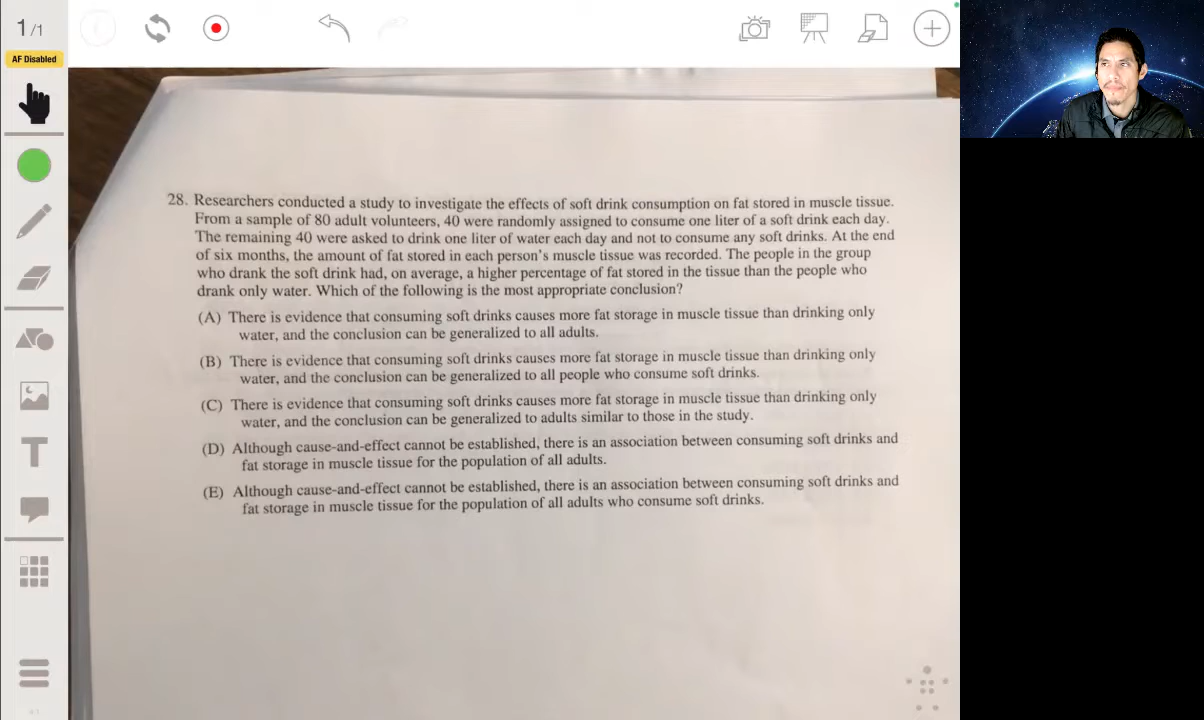 1/1
AF Disabled
28. Researchers conducted a study to investigate the effects of soft drink consumption on fat stored in muscle tissue.
From a sample of 80 adult volunteers, 40 were randomly assigned to consume one liter of a soft drink each day.
The remaining 40 were asked to drink one liter of water each day and not to consume any soft drinks. At the end
of six months, the amount of fat stored in each person's muscle tissue was recorded. The people in the group
who drank the soft drink had, on average, a higher percentage of fat stored in the tissue than the people who
drank only water. Which of the following is the most appropriate conclusion?
(A) There is evidence that consuming soft drinks causes more fat storage in muscle tissue than drinking only
water, and the conclusion can be generalized to all adults.
(B) There is evidence that consuming soft drinks causes more fat storage in muscle tissue than drinking only
water, and the conclusion can be generalized to all people who consume soft drinks.
(C) There is evidence that consuming soft drinks causes more fat storage in muscle tissue than drinking only
water, and the conclusion can be generalized to adults similar to those in the study.
(D) Although cause-and-effect cannot be established, there is an association between consuming soft drinks and
fat storage in muscle tissue for the population of all adults.
(E) Although cause-and-effect cannot be established, there is an association between consuming soft drinks and
fat storage in muscle tissue for the population of all adults who consume soft drinks.
T